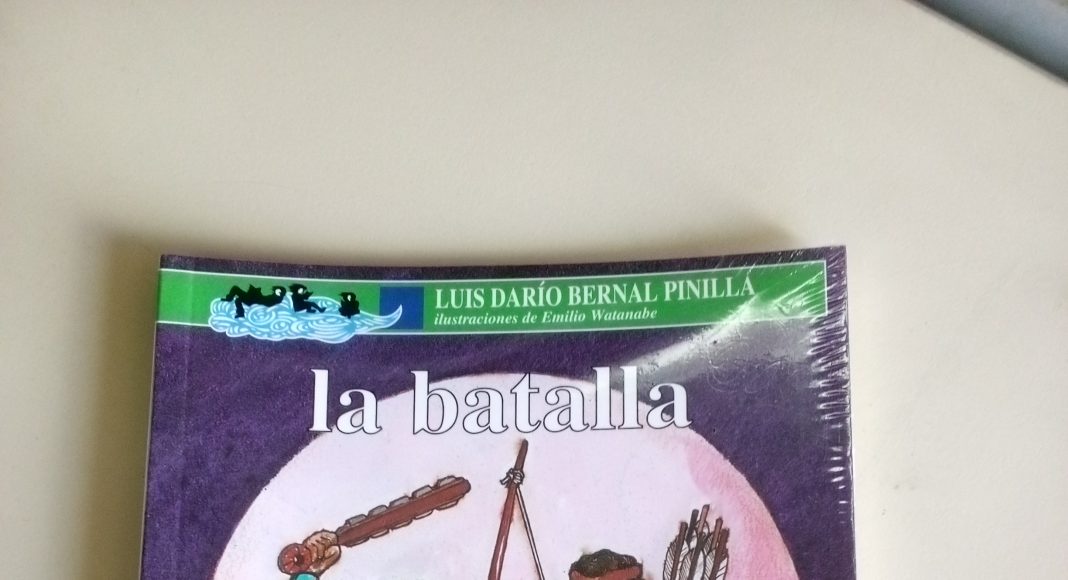 LUIS DARÍO BERNAL PINILLA
ilustraciones de Emilio Watanabe
la batalla